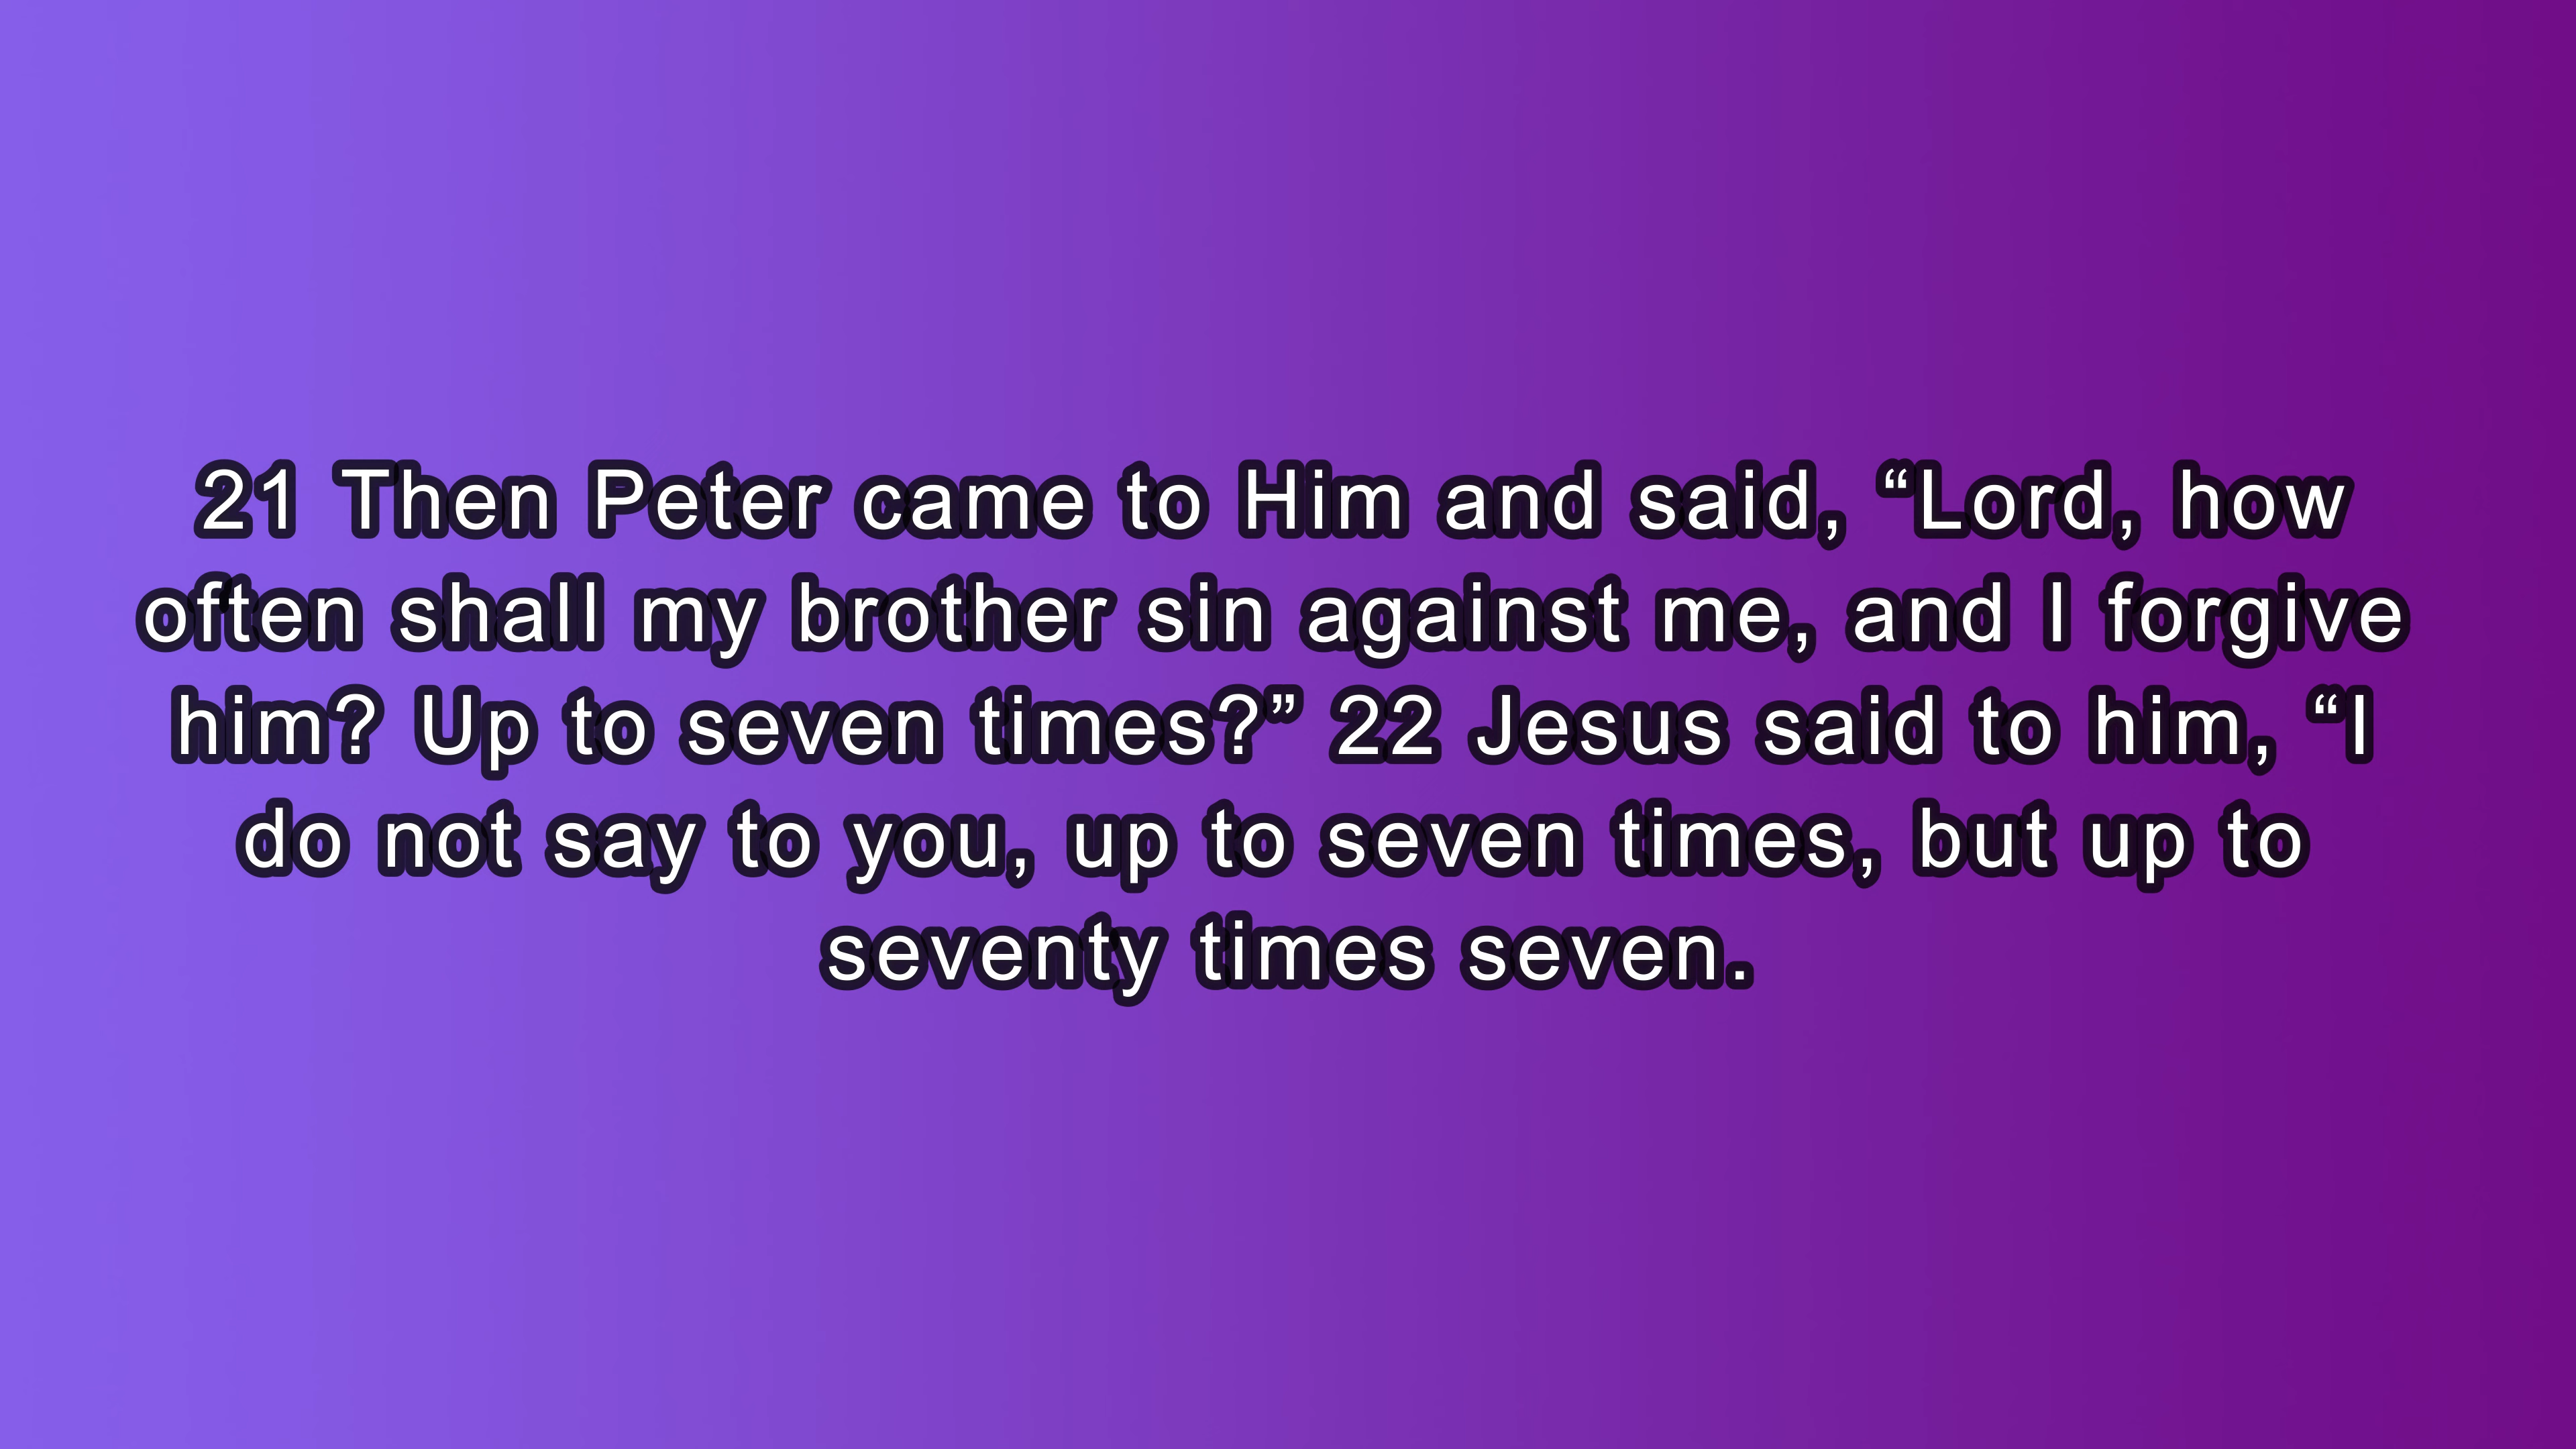 21 Then Peter came to Him and said, “Lord, how
often shall my brother sin against me, and I forgive
him? Up to seven times?” 22 Jesus said to him, “I
do not say to you, up to seven times, but up to
seventy times seven.